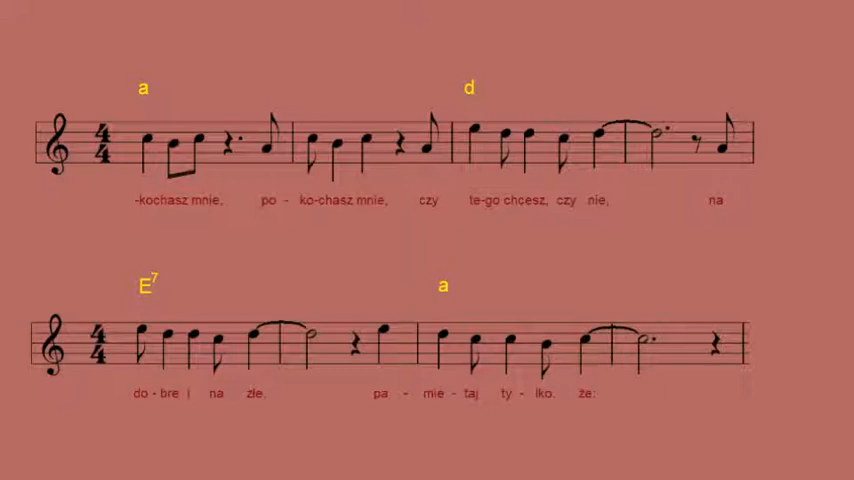 a d
-kochasz mnie, po - ko-chasz mnie, czy te-go chcesz, czy nie, na
E7 a
do - bre i na złe, pa - mie - taj ty - lko. że: